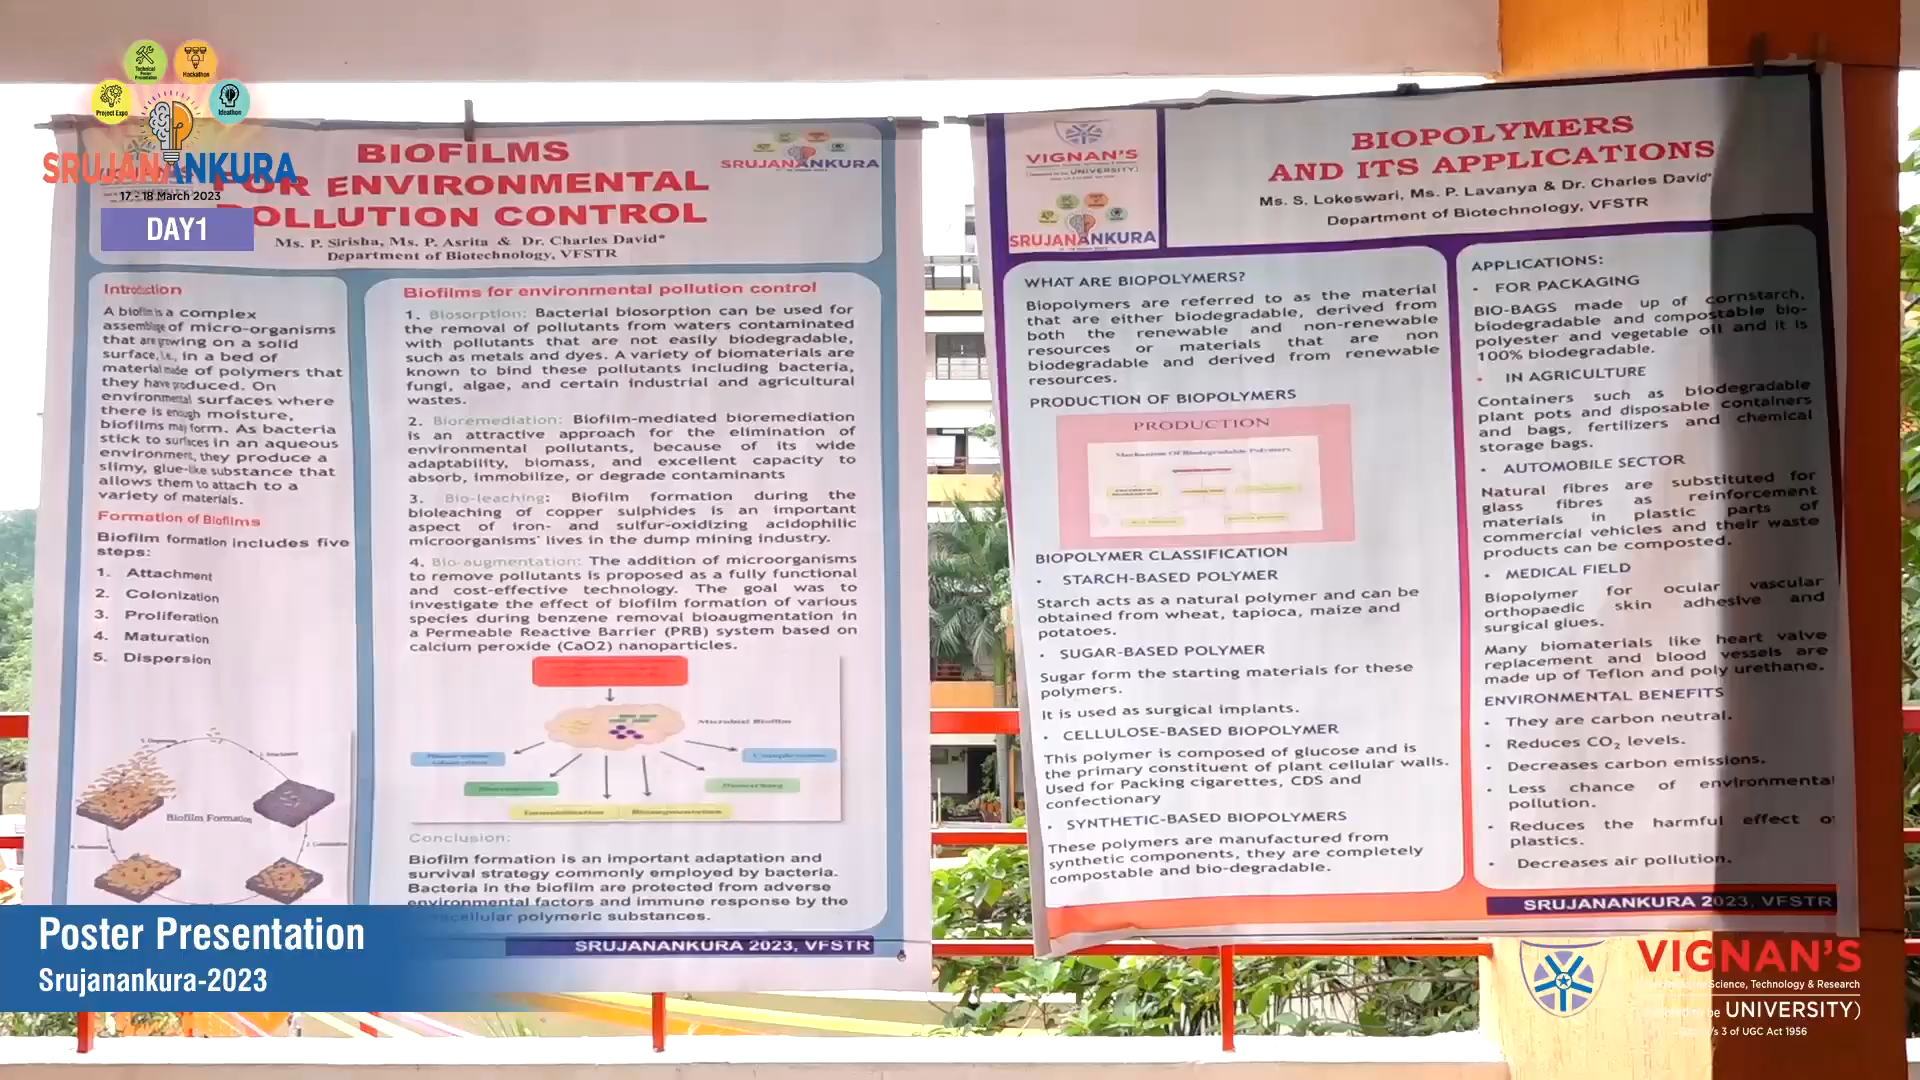 Technical
Poster
Presentation
Hackathon
Project Expo
Ideathon
SRUJANANKURA
17 - 18 March 2023
DAY1
BIOFILMS
FOR ENVIRONMENTAL
POLLUTION CONTROL
SRUJANANKURA
Ms. P. Sirisha, Ms. P. Asrita & Dr. Charles David*
Department of Biotechnology, VFSTR
Introduction
A biofilm is a complex
assemblage of micro-organisms
that are growing on a solid
surface, i.e., in a bed of
material made of polymers that
they have produced. On
environmental surfaces where
there is enough moisture,
biofilms may form. As bacteria
stick to surfaces in an aqueous
environment, they produce a
slimy, glue-like substance that
allows them to attach to a
variety of materials.
Formation of Biofilms
Biofilm formation includes five
steps:
1. Attachment
2. Colonization
3. Proliferation
4. Maturation
5. Dispersion
Biofilm Formation
Biofilms for environmental pollution control
1. Biosorption: Bacterial biosorption can be used for
the removal of pollutants from waters contaminated
with pollutants that are not easily biodegradable,
such as metals and dyes. A variety of biomaterials are
known to bind these pollutants including bacteria,
fungi, algae, and certain industrial and agricultural
wastes.
2. Bioremediation: Biofilm-mediated bioremediation
is an attractive approach for the elimination of
environmental pollutants, because of its wide
adaptability, biomass, and excellent capacity to
absorb, immobilize, or degrade contaminants
3. Bio-leaching: Biofilm formation during the
bioleaching of copper sulphides is an important
aspect of iron- and sulfur-oxidizing acidophilic
microorganisms' lives in the dump mining industry.
4. Bio-augmentation: The addition of microorganisms
to remove pollutants is proposed as a fully functional
and cost-effective technology. The goal was to
investigate the effect of biofilm formation of various
species during benzene removal bioaugmentation in
a Permeable Reactive Barrier (PRB) system based on
calcium peroxide (CaO2) nanoparticles.
Microbial Biofilm
Conclusion:
Biofilm formation is an important adaptation and
survival strategy commonly employed by bacteria.
Bacteria in the biofilm are protected from adverse
environmental factors and immune response by the
polymeric substances.
SRUJANANKURA 2023, VFSTR
VIGNAN'S
UNIVERSITY)
SRUJANANKURA
BIOPOLYMERS
AND ITS APPLICATIONS
Ms. S. Lokeswari, Ms. P. Lavanya & Dr. Charles David*
Department of Biotechnology, VFSTR
WHAT ARE BIOPOLYMERS?
Biopolymers are referred to as the material
that are either biodegradable, derived from
both the renewable and non-renewable
resources or materials that are non
biodegradable and derived from renewable
resources.
PRODUCTION OF BIOPOLYMERS
PRODUCTION
Mechanism Of Biodegradable Polymers
BIOPOLYMER CLASSIFICATION
• STARCH-BASED POLYMER
Starch acts as a natural polymer and can be
obtained from wheat, tapioca, maize and
potatoes.
• SUGAR-BASED POLYMER
Sugar form the starting materials for these
polymers.
It is used as surgical implants.
• CELLULOSE-BASED BIOPOLYMER
This polymer is composed of glucose and is
the primary constituent of plant cellular walls.
Used for Packing cigarettes, CDS and
confectionary
• SYNTHETIC-BASED BIOPOLYMERS
These polymers are manufactured from
synthetic components, they are completely
compostable and bio-degradable.
APPLICATIONS:
• FOR PACKAGING
BIO-BAGS made up of cornstarch,
biodegradable and compostable bio-
polyester and vegetable oil and it is
100% biodegradable.
• IN AGRICULTURE
Containers such as biodegradable
plant pots and disposable containers
and bags, fertilizers and chemical
storage bags.
• AUTOMOBILE SECTOR
Natural fibres are substituted for
glass fibres as reinforcement
materials in plastic parts of
commercial vehicles and their waste
products can be composted.
• MEDICAL FIELD
Biopolymer for ocular vascular
orthopaedic skin adhesive and
surgical glues.
Many biomaterials like heart valve
replacement and blood vessels are
made up of Teflon and poly urethane.
ENVIRONMENTAL BENEFITS
• They are carbon neutral.
• Reduces CO₂ levels.
• Decreases carbon emissions.
• Less chance of environmental
pollution.
• Reduces the harmful effect of
plastics.
• Decreases air pollution.
SRUJANANKURA 2023, VFSTR
Poster Presentation
Srujanankura-2023
VIGNAN'S
Science, Technology & Research
UNIVERSITY)
3 of UGC Act 1956